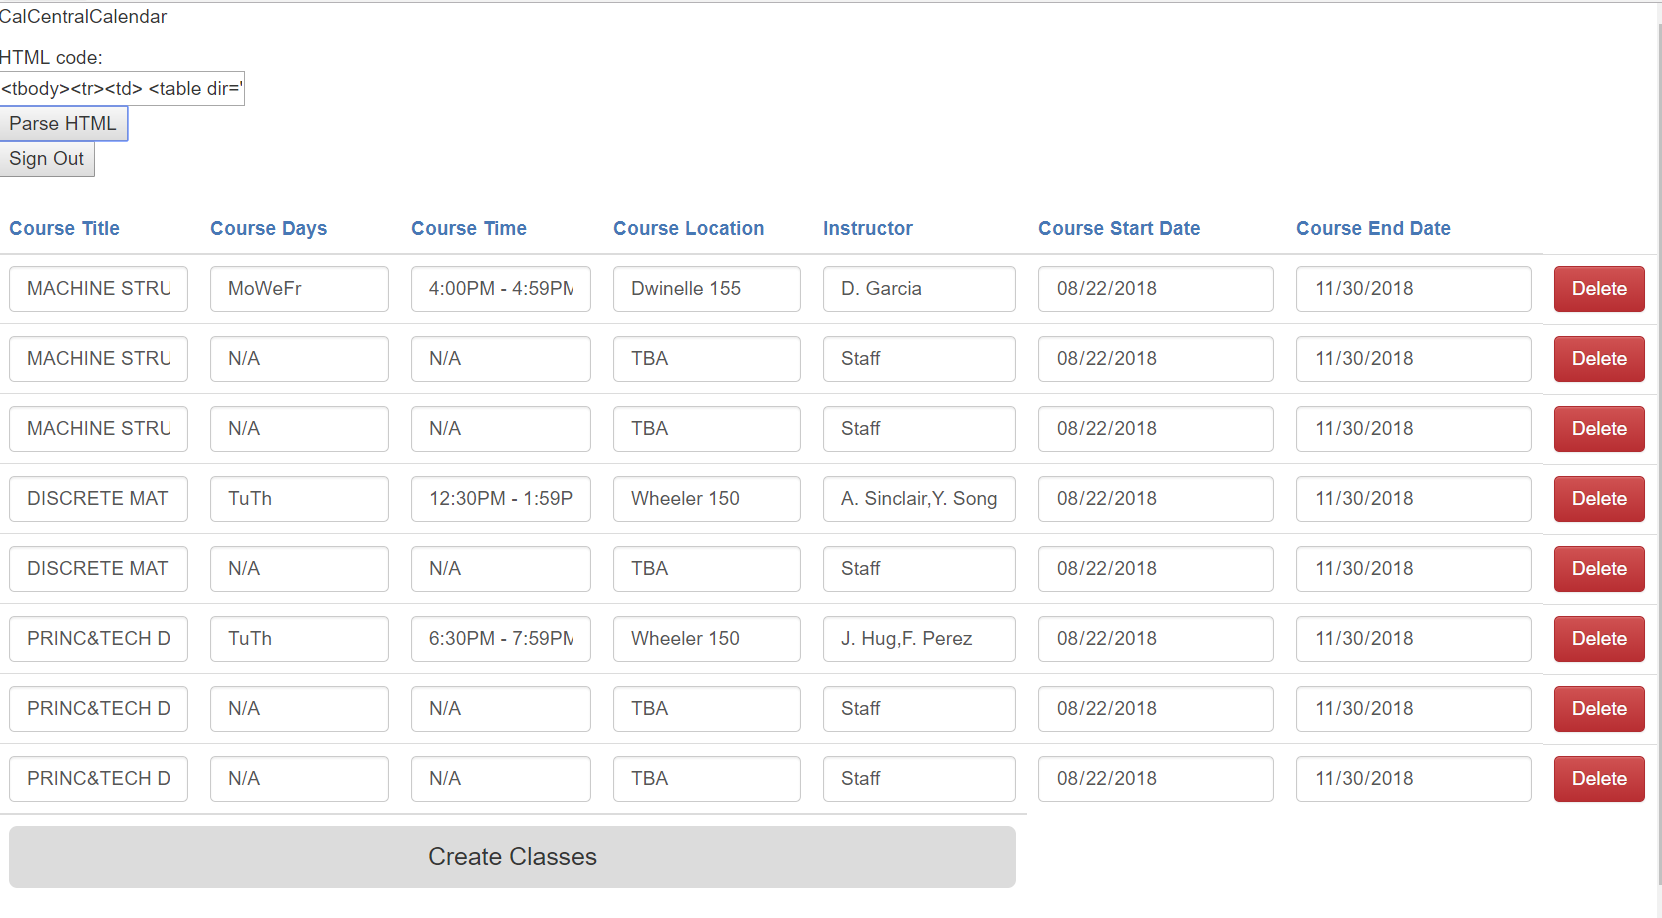 CalCentralCalendar
HTML code:
<tbody><tr><td> <table dir='
Parse HTML
Sign Out
Course Title Course Days Course Time Course Location Instructor Course Start Date Course End Date
MACHINE STRU MoWeFr 4:00PM - 4:59PM Dwinelle 155 D. Garcia 08/22/2018 11/30/2018 Delete
MACHINE STRU N/A N/A TBA Staff 08/22/2018 11/30/2018 Delete
MACHINE STRU N/A N/A TBA Staff 08/22/2018 11/30/2018 Delete
DISCRETE MAT TuTh 12:30PM - 1:59P Wheeler 150 A. Sinclair,Y. Song 08/22/2018 11/30/2018 Delete
DISCRETE MAT N/A N/A TBA Staff 08/22/2018 11/30/2018 Delete
PRINC&TECH D TuTh 6:30PM - 7:59PM Wheeler 150 J. Hug,F. Perez 08/22/2018 11/30/2018 Delete
PRINC&TECH D N/A N/A TBA Staff 08/22/2018 11/30/2018 Delete
PRINC&TECH D N/A N/A TBA Staff 08/22/2018 11/30/2018 Delete
Create Classes